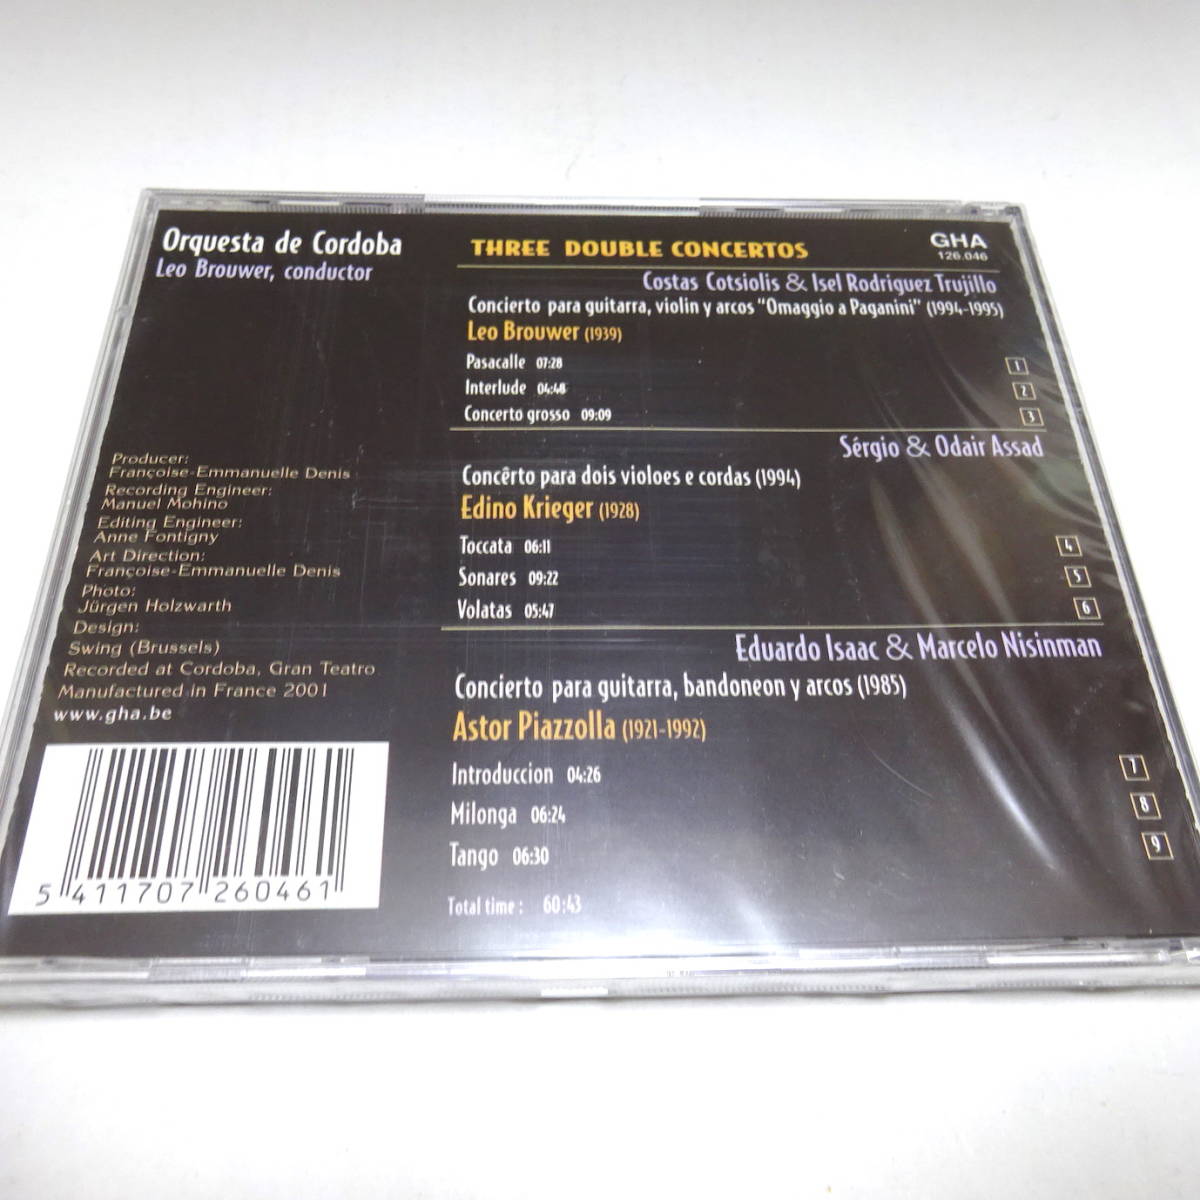 Orquesta de Cordoba
Leo Brouwer, conductor
THREE DOUBLE CONCERTOS
GHA
126.046
Costas Cotsiolis & Isel Rodriguez Trujillo
Concierto para guitarra, violin y arcos "Omaggio a Paganini" (1994-1995)
Leo Brouwer (1939)
Pasacalle 07:28 1
Interlude 04:48 2
Concerto grosso 09:09 3
Sérgio & Odair Assad
Concêrto para dois violoes e cordas (1994)
Edino Krieger (1928)
Toccata 06:11 4
Sonares 09:22 5
Volatas 05:47 6
Eduardo Isaac & Marcelo Nisinman
Concierto para guitarra, bandoneon y arcos (1985)
Astor Piazzolla (1921-1992)
Introduccion 04:26 7
Milonga 06:24 8
Tango 06:30 9
Total time : 60:43
Producer:
Françoise-Emmanuelle Denis
Recording Engineer:
Manuel Mohino
Editing Engineer:
Anne Fontigny
Art Direction:
Françoise-Emmanuelle Denis
Photo:
Jürgen Holzwarth
Design:
Swing (Brussels)
Recorded at Cordoba, Gran Teatro
Manufactured in France 2001
www.gha.be
5 411707 260461